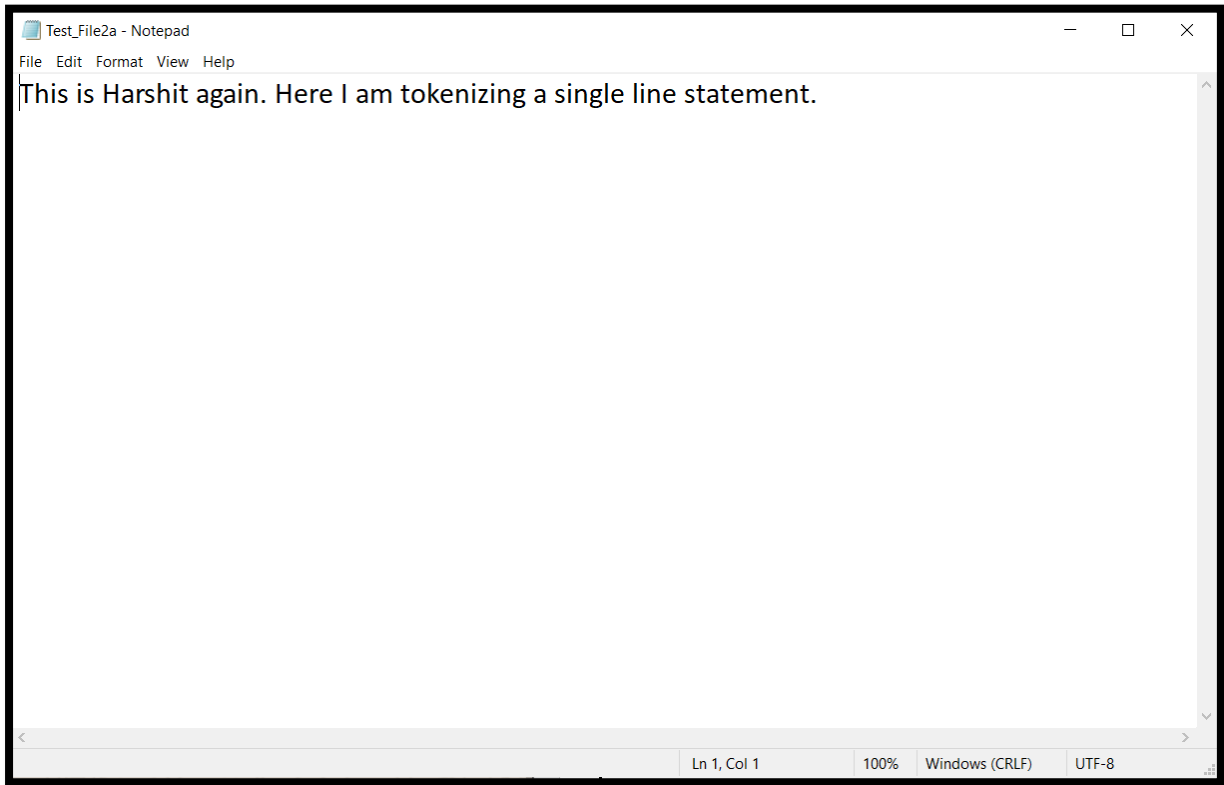 Test_File2a - Notepad
File Edit Format View Help
This is Harshit again. Here I am tokenizing a single line statement.
Ln 1, Col 1 100% Windows (CRLF) UTF-8